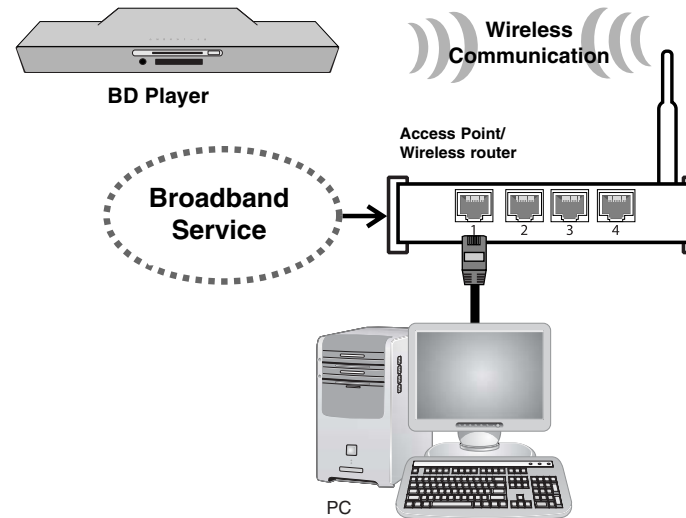 Wireless
Communication
BD Player
Access Point/
Wireless router
Broadband
Service
1 2 3 4
PC